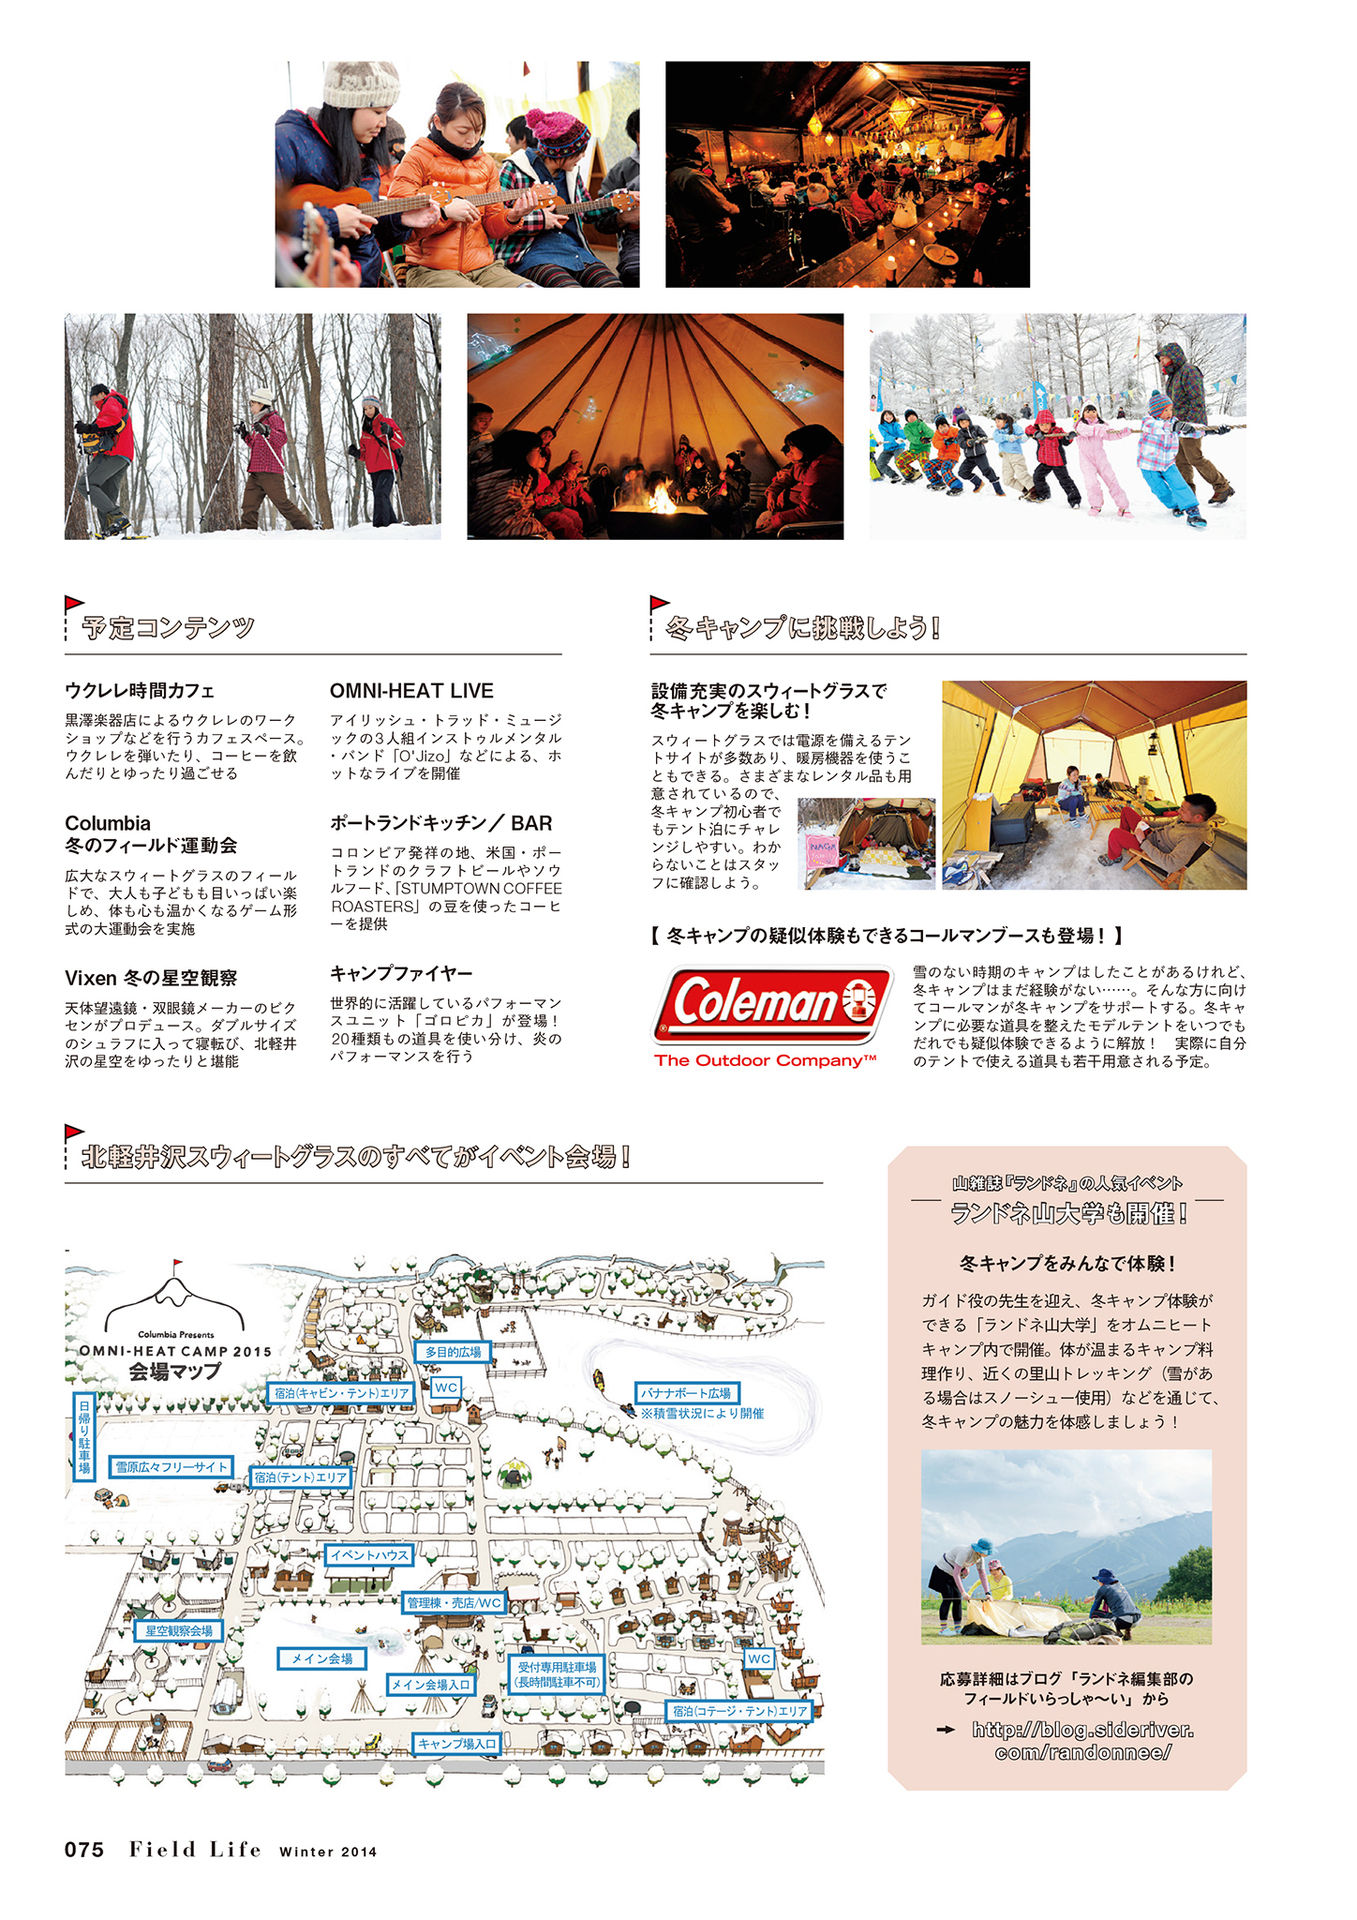 予定コンテンツ
ウクレレ時間カフェ
黒澤楽器店によるウクレレのワーク
ショップなどを行うカフェスペース。
ウクレレを弾いたり、コーヒーを飲
んだりとゆったり過ごせる
Columbia
冬のフィールド運動会
広大なスウィートグラスのフィール
ドで、大人も子どもも目いっぱい楽
しめ、体も心も温かくなるゲーム形
式の大運動会を実施
Vixen 冬の星空観察
天体望遠鏡・双眼鏡メーカーのビク
センがプロデュース。ダブルサイズ
のシュラフに入って寝転び、北軽井
沢の星空をゆったりと堪能
OMNI-HEAT LIVE
アイリッシュ・トラッド・ミュージ
ックの3人組インストゥルメンタル
・バンド「O'Jizo」などによる、ホ
ットなライブを開催
ポートランドキッチン／BAR
コロンビア発祥の地、米国・ポー
トランドのクラフトビールやソウ
ルフード、「STUMPTOWN COFFEE
ROASTERS」の豆を使ったコーヒ
ーを提供
キャンプファイヤー
世界的に活躍しているパフォーマン
スユニット「ゴロピカ」が登場！
20種類もの道具を使い分け、炎の
パフォーマンスを行う
冬キャンプに挑戦しよう！
設備充実のスウィートグラスで
冬キャンプを楽しむ！
スウィートグラスでは電源を備えるテン
トサイトが多数あり、暖房機器を使うこ
ともできる。さまざまなレンタル品も用
意されているので、
冬キャンプ初心者で
もテント泊にチャレ
ンジしやすい。わか
らないことはスタッ
フに確認しよう。
【 冬キャンプの疑似体験もできるコールマンブースも登場！ 】
Coleman®
The Outdoor Company™
雪のない時期のキャンプはしたことがあるけれど、
冬キャンプはまだ経験がない……。そんな方に向け
てコールマンが冬キャンプをサポートする。冬キャ
ンプに必要な道具を整えたモデルテントをいつでも
だれでも疑似体験できるように解放！　実際に自分
のテントで使える道具も若干用意される予定。
北軽井沢スウィートグラスのすべてがイベント会場！
Columbia Presents
OMNI-HEAT CAMP 2015
会場マップ
多目的広場
WC
宿泊(キャビン・テント)エリア
バナナボート広場
※積雪状況により開催
日帰り駐車場
雪原広々フリーサイト
宿泊(テント)エリア
イベントハウス
管理棟・売店/WC
星空観察会場
メイン会場
メイン会場入口
受付専用駐車場
(長時間駐車不可)
WC
宿泊(コテージ・テント)エリア
キャンプ場入口
山雑誌『ランドネ』の人気イベント
ランドネ山大学も開催！
冬キャンプをみんなで体験！
ガイド役の先生を迎え、冬キャンプ体験が
できる「ランドネ山大学」をオムニヒート
キャンプ内で開催。体が温まるキャンプ料
理作り、近くの里山トレッキング（雪があ
る場合はスノーシュー使用）などを通じて、
冬キャンプの魅力を体感しましょう！
応募詳細はブログ「ランドネ編集部の
フィールドいらっしゃ〜い」から
➡ http://blog.sideriver.
com/randonnee/
075 Field Life Winter 2014